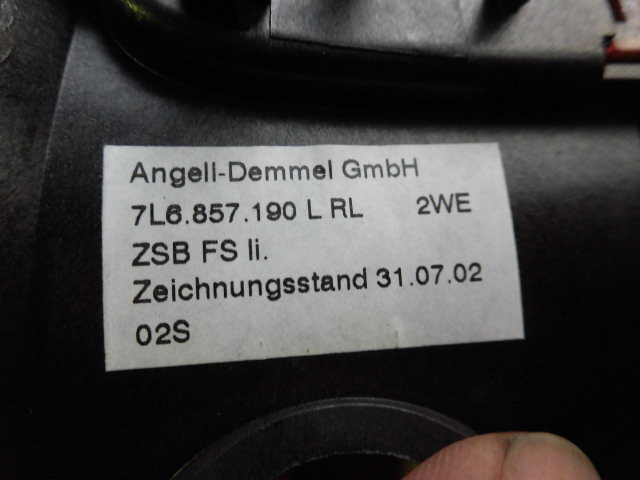 Angell-Demmel GmbH
7L6.857.190 L RL 2WE
ZSB FS li.
Zeichnungsstand 31.07.02
02S